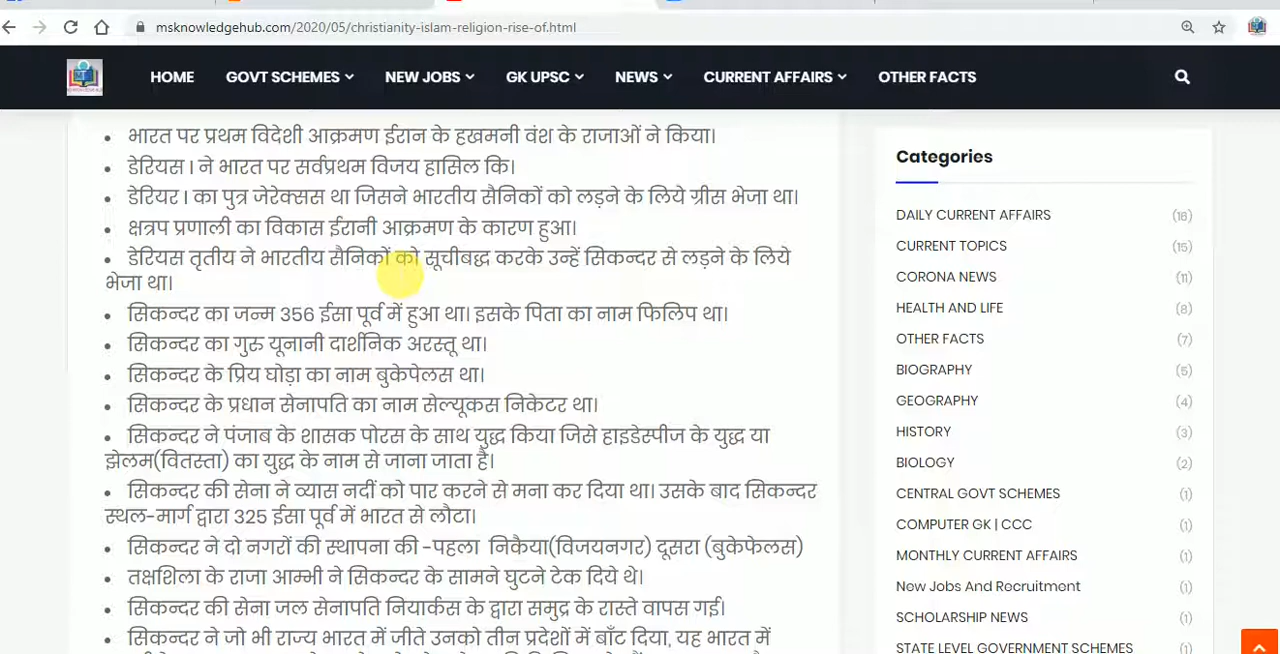 msknowledgehub.com/2020/05/christianity-islam-religion-rise-of.html
HOME GOVT SCHEMES NEW JOBS GK UPSC NEWS CURRENT AFFAIRS OTHER FACTS
• भारत पर प्रथम विदेशी आक्रमण ईरान के हखमनी वंश के राजाओं ने किया।
• डेरियस I ने भारत पर सर्वप्रथम विजय हासिल कि।
• डेरियर I का पुत्र जेरेक्सस था जिसने भारतीय सैनिकों को लड़ने के लिये ग्रीस भेजा था।
• क्षत्रप प्रणाली का विकास ईरानी आक्रमण के कारण हुआ।
• डेरियस तृतीय ने भारतीय सैनिकों को सूचीबद्ध करके उन्हें सिकन्दर से लड़ने के लिये
भेजा था।
• सिकन्दर का जन्म 356 ईसा पूर्व में हुआ था। इसके पिता का नाम फिलिप था।
• सिकन्दर का गुरु यूनानी दार्शनिक अरस्तू था।
• सिकन्दर के प्रिय घोड़ा का नाम बुकेपेलस था।
• सिकन्दर के प्रधान सेनापति का नाम सेल्यूकस निकेटर था।
• सिकन्दर ने पंजाब के शासक पोरस के साथ युद्ध किया जिसे हाइडेस्पीज के युद्ध या
झेलम(वितस्ता) का युद्ध के नाम से जाना जाता है।
• सिकन्दर की सेना ने व्यास नदीं को पार करने से मना कर दिया था। उसके बाद सिकन्दर
स्थल-मार्ग द्वारा 325 ईसा पूर्व में भारत से लौटा।
• सिकन्दर ने दो नगरों की स्थापना की -पहला निकैया(विजयनगर) दूसरा (बुकेफेलस)
• तक्षशिला के राजा आम्भी ने सिकन्दर के सामने घुटने टेक दिये थे।
• सिकन्दर की सेना जल सेनापति नियार्कस के द्वारा समुद्र के रास्ते वापस गई।
• सिकन्दर ने जो भी राज्य भारत में जीते उनको तीन प्रदेशों में बाँट दिया, यह भारत में
Categories
DAILY CURRENT AFFAIRS (18)
CURRENT TOPICS (15)
CORONA NEWS (11)
HEALTH AND LIFE (8)
OTHER FACTS (7)
BIOGRAPHY (5)
GEOGRAPHY (4)
HISTORY (3)
BIOLOGY (2)
CENTRAL GOVT SCHEMES (1)
COMPUTER GK | CCC (1)
MONTHLY CURRENT AFFAIRS (1)
New Jobs And Recruitment (1)
SCHOLARSHIP NEWS (1)
STATE LEVEL GOVERNMENT SCHEMES (1)